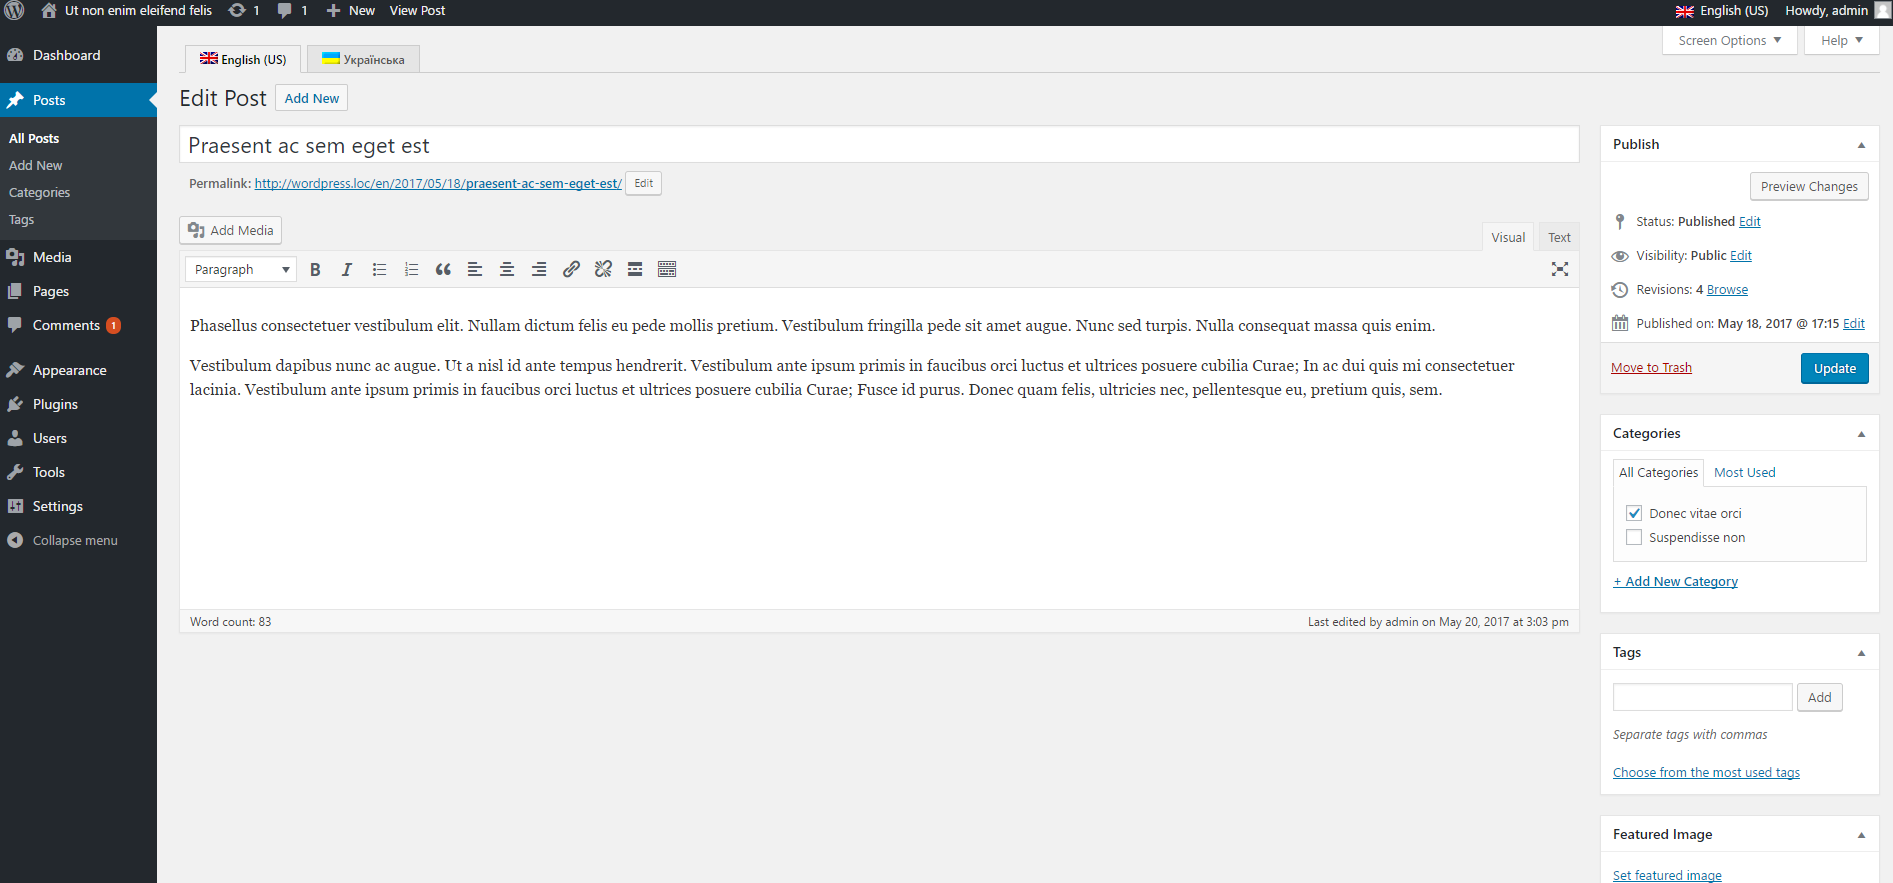 Ut non enim eleifend felis 1 1 New View Post English (US) Howdy, admin
Dashboard
Posts
All Posts
Add New
Categories
Tags
Media
Pages
Comments 1
Appearance
Plugins
Users
Tools
Settings
Collapse menu
English (US) Українська
Screen Options Help
Edit Post Add New
Praesent ac sem eget est
Permalink: http://wordpress.loc/en/2017/05/18/praesent-ac-sem-eget-est/ Edit
Add Media
Visual Text
Paragraph
Phasellus consectetuer vestibulum elit. Nullam dictum felis eu pede mollis pretium. Vestibulum fringilla pede sit amet augue. Nunc sed turpis. Nulla consequat massa quis enim.
Vestibulum dapibus nunc ac augue. Ut a nisl id ante tempus hendrerit. Vestibulum ante ipsum primis in faucibus orci luctus et ultrices posuere cubilia Curae; In ac dui quis mi consectetuer
lacinia. Vestibulum ante ipsum primis in faucibus orci luctus et ultrices posuere cubilia Curae; Fusce id purus. Donec quam felis, ultricies nec, pellentesque eu, pretium quis, sem.
Word count: 83 Last edited by admin on May 20, 2017 at 3:03 pm
Publish
Preview Changes
Status: Published Edit
Visibility: Public Edit
Revisions: 4 Browse
Published on: May 18, 2017 @ 17:15 Edit
Move to Trash Update
Categories
All Categories Most Used
Donec vitae orci
Suspendisse non
+ Add New Category
Tags
Add
Separate tags with commas
Choose from the most used tags
Featured Image
Set featured image